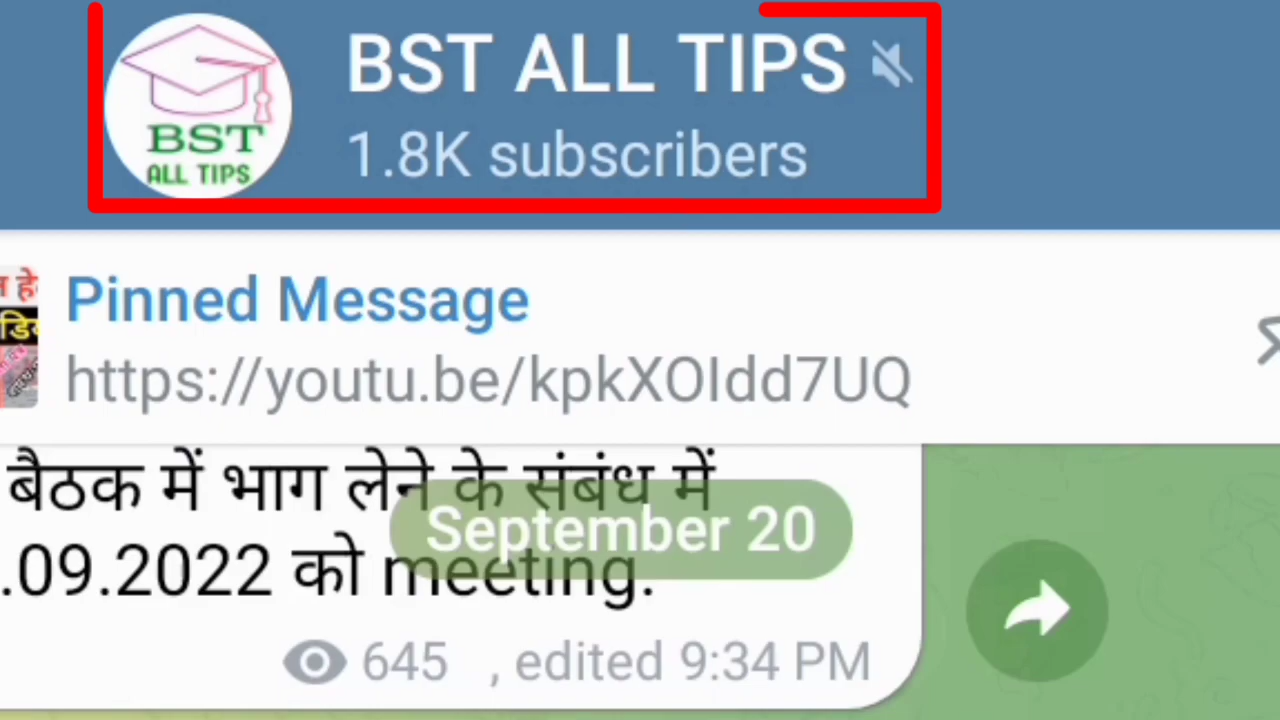 BST ALL TIPS
1.8K subscribers
BST
ALL TIPS
Pinned Message
https://youtu.be/kpkXOIdd7UQ
बैठक में भाग लेने के संबंध में
September 20
.09.2022 को meeting.
645 , edited 9:34 PM